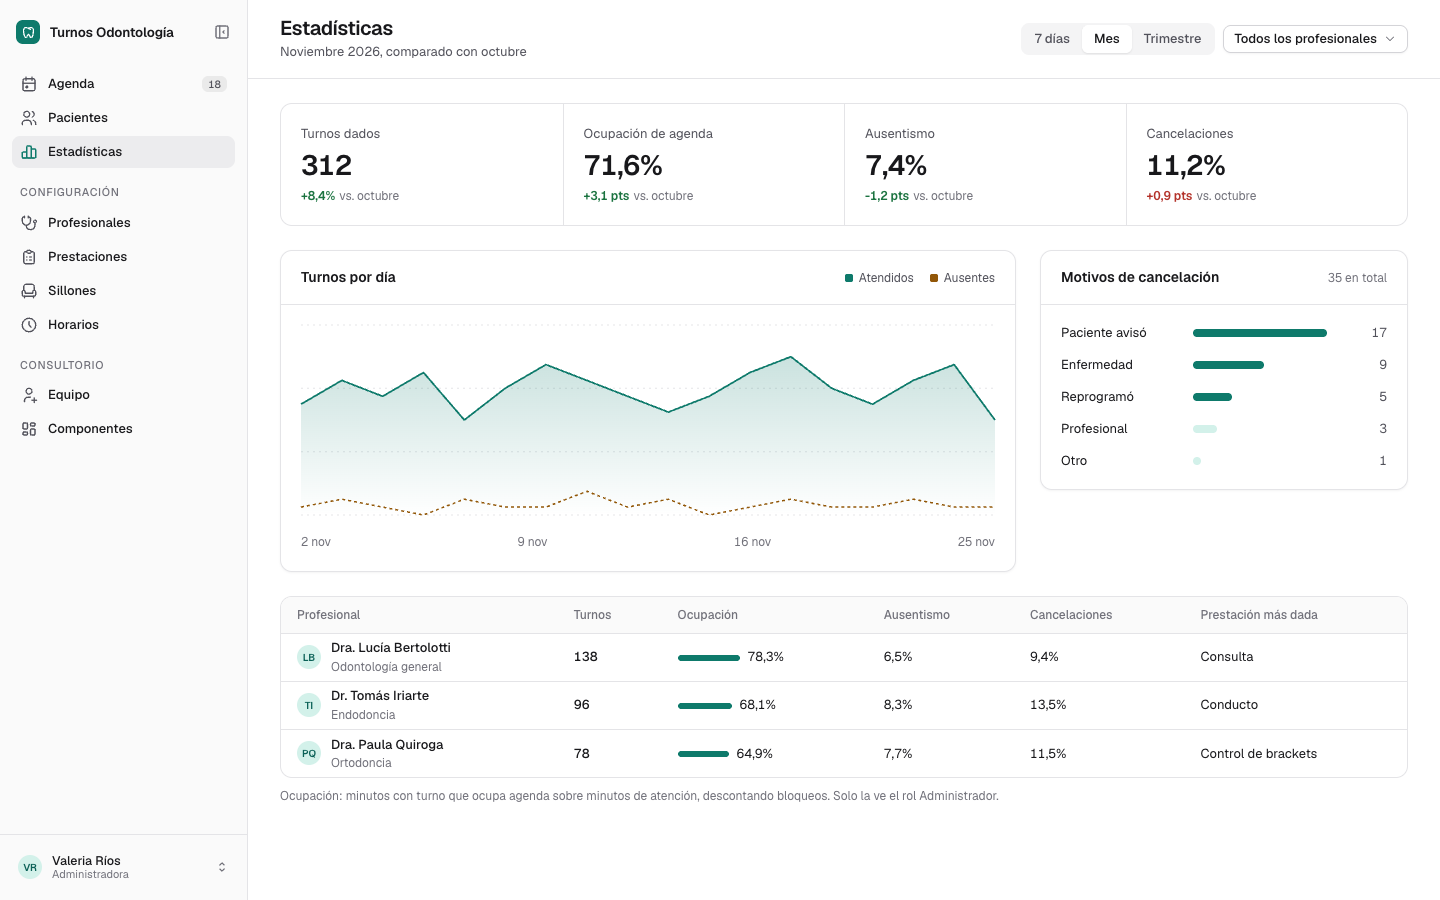 Turnos Odontología
Agenda
18
Pacientes
Estadísticas
CONFIGURACIÓN
Profesionales
Prestaciones
Sillones
Horarios
CONSULTORIO
Equipo
Componentes
VR
Valeria Ríos
Administradora
Estadísticas
Noviembre 2026, comparado con octubre
7 días
Mes
Trimestre
Todos los profesionales
Turnos dados
312
+8,4% vs. octubre
Ocupación de agenda
71,6%
+3,1 pts vs. octubre
Ausentismo
7,4%
-1,2 pts vs. octubre
Cancelaciones
11,2%
+0,9 pts vs. octubre
Turnos por día
Atendidos
Ausentes
2 nov
9 nov
16 nov
25 nov
Motivos de cancelación
35 en total
Paciente avisó 17
Enfermedad 9
Reprogramó 5
Profesional 3
Otro 1
Profesional Turnos Ocupación Ausentismo Cancelaciones Prestación más dada
LB Dra. Lucía Bertolotti 138 78,3% 6,5% 9,4% Consulta
Odontología general
TI Dr. Tomás Iriarte 96 68,1% 8,3% 13,5% Conducto
Endodoncia
PQ Dra. Paula Quiroga 78 64,9% 7,7% 11,5% Control de brackets
Ortodoncia
Ocupación: minutos con turno que ocupa agenda sobre minutos de atención, descontando bloqueos. Solo la ve el rol Administrador.